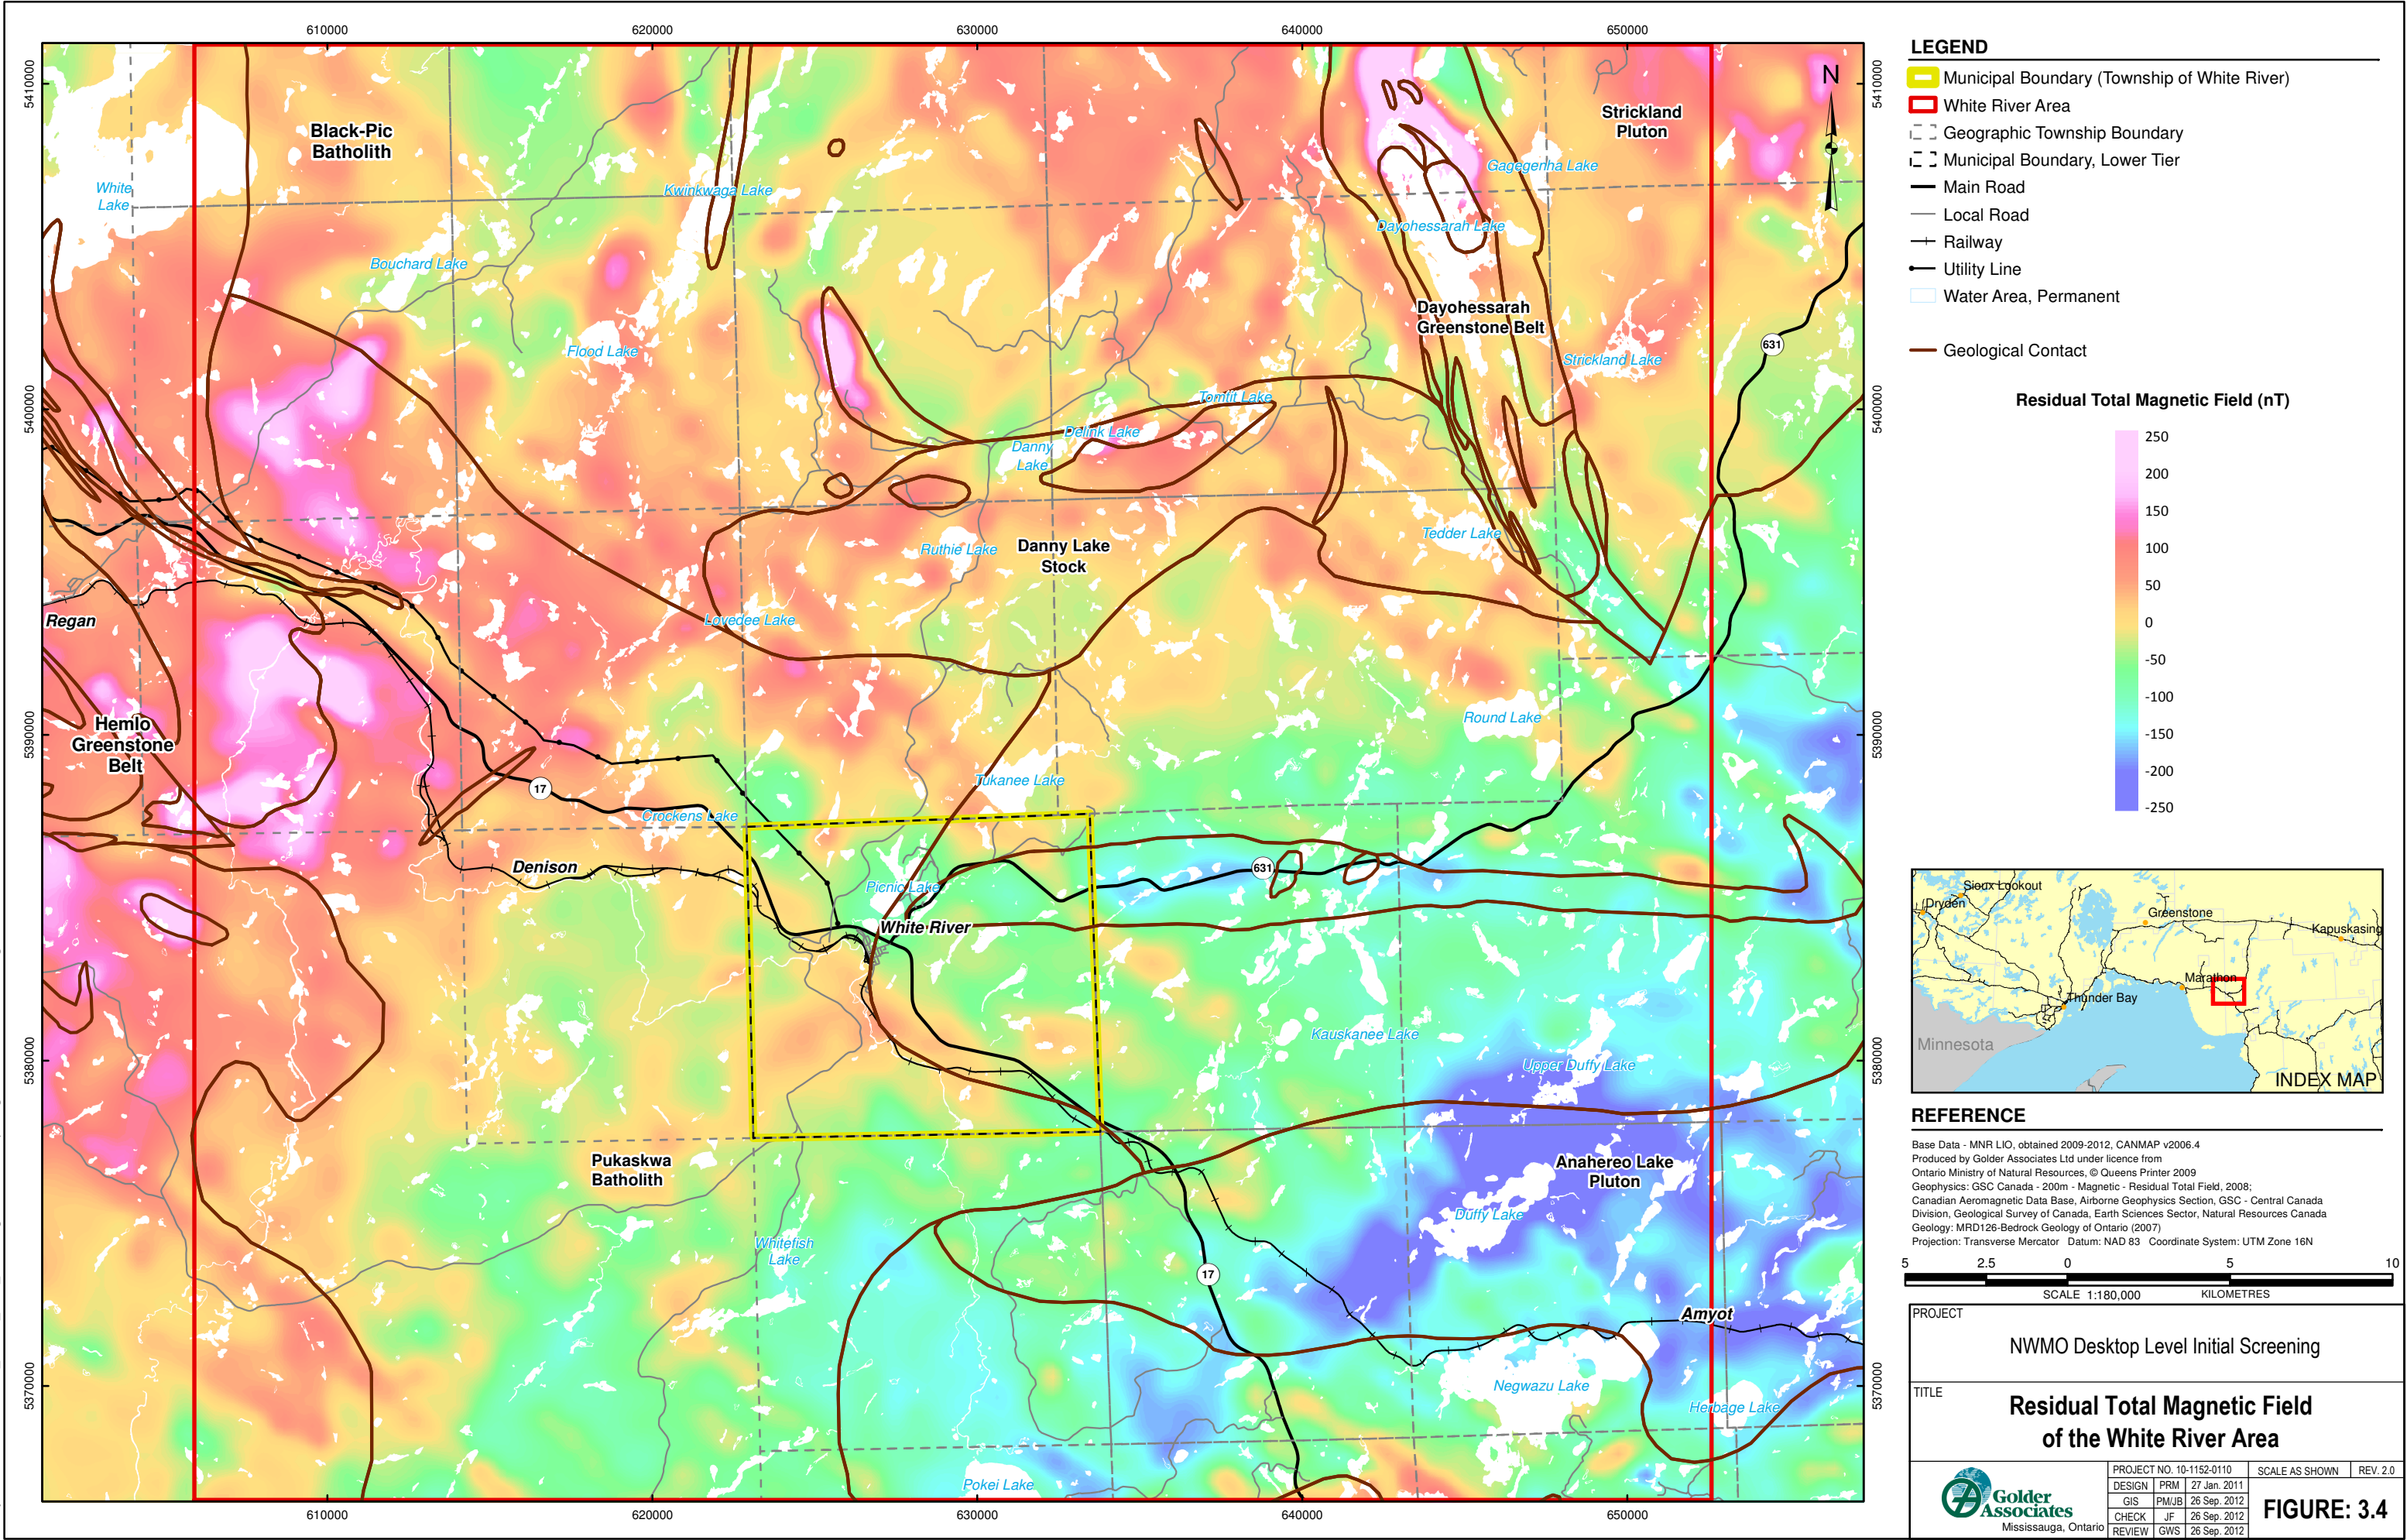 610000
620000
630000
640000
650000
5410000
5400000
5390000
5380000
5370000
5410000
5400000
5390000
5380000
5370000
610000
620000
630000
640000
650000
N
Black-Pic
Batholith
Strickland
Pluton
White
Lake
Kwinkwaga Lake
Gagegenha Lake
Dayohessarah Lake
Bouchard Lake
Dayohessarah
Greenstone Belt
631
Flood Lake
Strickland Lake
Tomfit Lake
Delink Lake
Danny
Lake
Tedder Lake
Ruthie Lake
Danny Lake
Stock
Regan
Lovedee Lake
Hemlo
Greenstone
Belt
Round Lake
Tukanee Lake
17
Crockens Lake
Denison
631
Picnic Lake
White River
Kauskanee Lake
Upper Duffy Lake
Pukaskwa
Batholith
Anahereo Lake
Pluton
Duffy Lake
Whitefish
Lake
17
Amyot
Negwazu Lake
Herbage Lake
Pokei Lake
LEGEND
Municipal Boundary (Township of White River)
White River Area
Geographic Township Boundary
Municipal Boundary, Lower Tier
Main Road
Local Road
Railway
Utility Line
Water Area, Permanent
Geological Contact
Residual Total Magnetic Field (nT)
250
200
150
100
50
0
-50
-100
-150
-200
-250
Sioux Lookout
Dryden
Greenstone
Kapuskasing
Marathon
Thunder Bay
Minnesota
INDEX MAP
REFERENCE
Base Data - MNR LIO, obtained 2009-2012, CANMAP v2006.4
Produced by Golder Associates Ltd under licence from
Ontario Ministry of Natural Resources, © Queens Printer 2009
Geophysics: GSC Canada - 200m - Magnetic - Residual Total Field, 2008;
Canadian Aeromagnetic Data Base, Airborne Geophysics Section, GSC - Central Canada
Division, Geological Survey of Canada, Earth Sciences Sector, Natural Resources Canada
Geology: MRD126-Bedrock Geology of Ontario (2007)
Projection: Transverse Mercator Datum: NAD 83 Coordinate System: UTM Zone 16N
5 2.5 0 5 10
SCALE 1:180,000 KILOMETRES
PROJECT
NWMO Desktop Level Initial Screening
TITLE
Residual Total Magnetic Field
of the White River Area
Golder
Associates
Mississauga, Ontario
PROJECT NO. 10-1152-0110 SCALE AS SHOWN REV. 2.0
DESIGN PRM 27 Jan. 2011
GIS PM/JB 26 Sep. 2012
CHECK JF 26 Sep. 2012
REVIEW GWS 26 Sep. 2012
FIGURE: 3.4